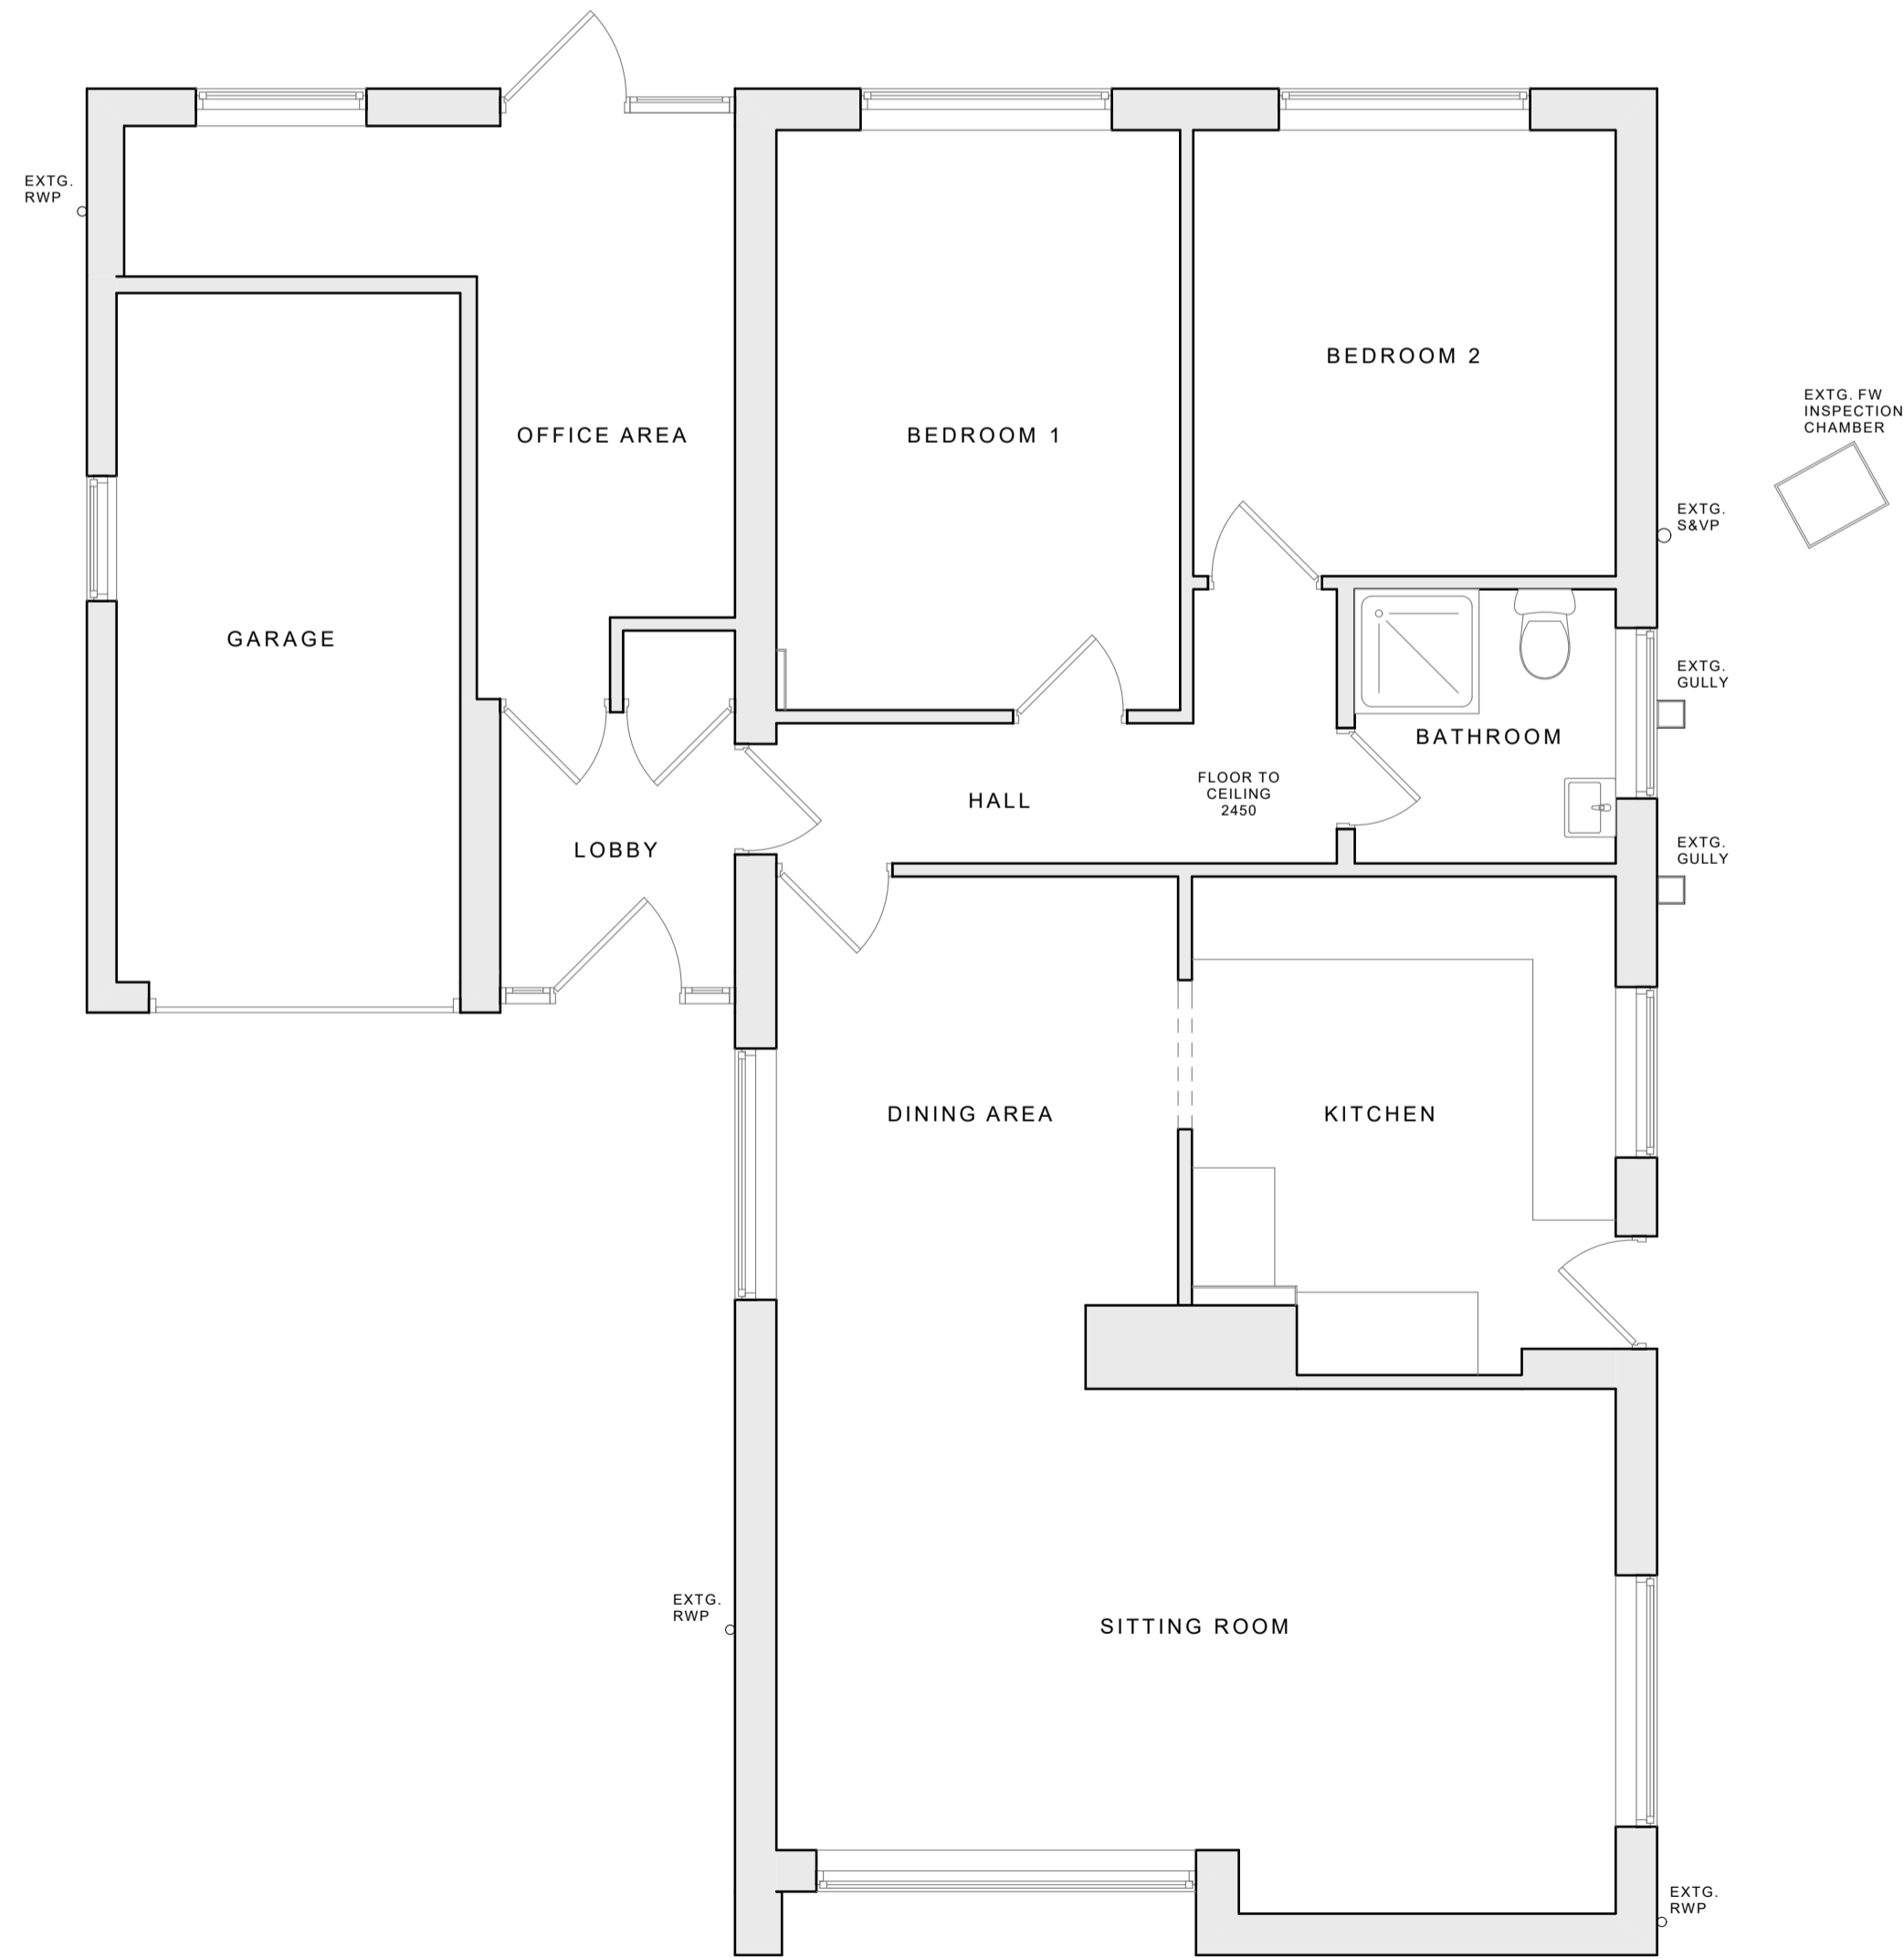 EXTG.
RWP
BEDROOM 2
EXTG. FW
INSPECTION
CHAMBER
OFFICE AREA
BEDROOM 1
EXTG.
S&VP
GARAGE
EXTG.
GULLY
BATHROOM
FLOOR TO
CEILING
2450
HALL
LOBBY
EXTG.
GULLY
DINING AREA
KITCHEN
EXTG.
RWP
SITTING ROOM
EXTG.
RWP